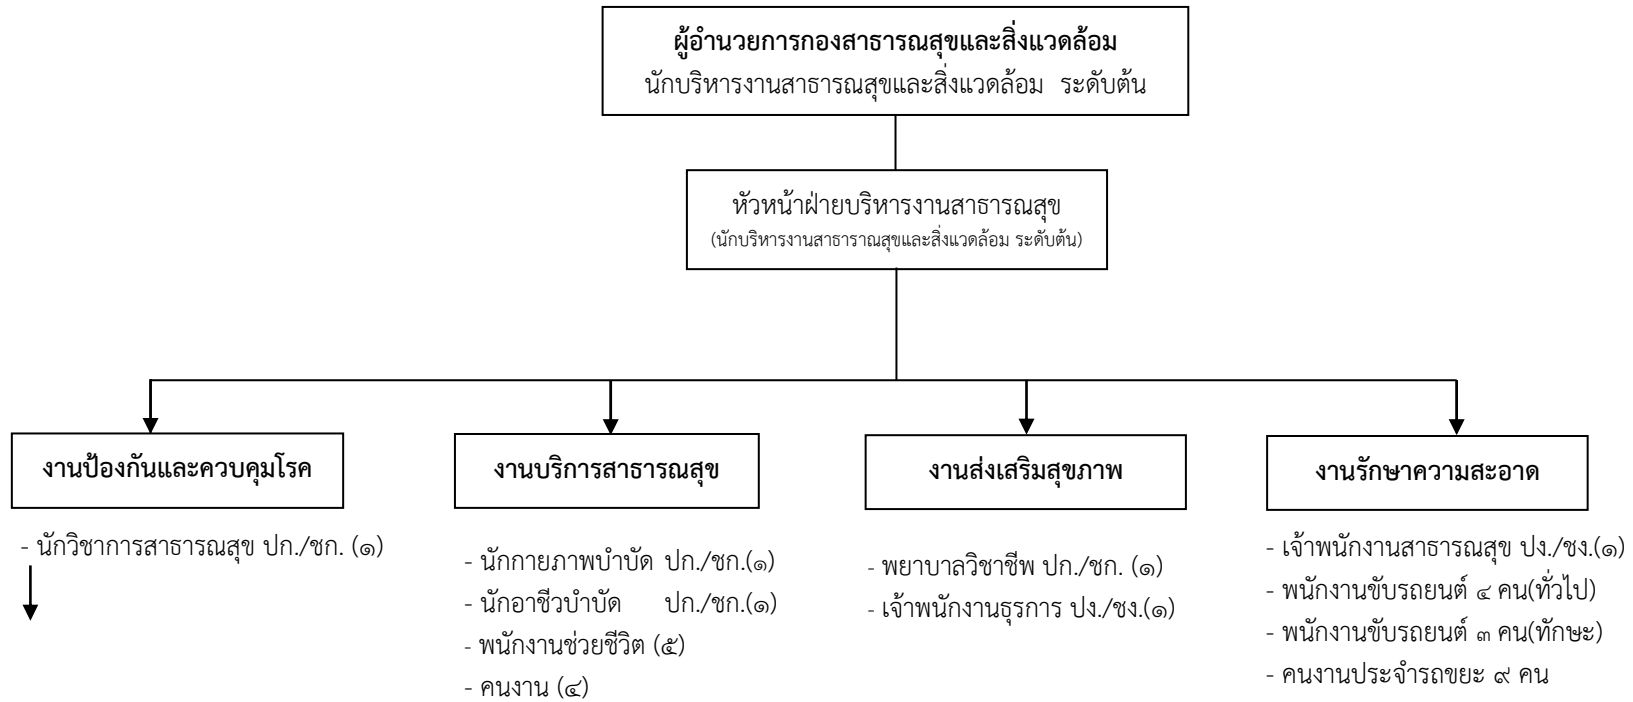 ผู้อำนวยการกองสาธารณสุขและสิ่งแวดล้อม
นักบริหารงานสาธารณสุขและสิ่งแวดล้อม ระดับต้น
หัวหน้าฝ่ายบริหารงานสาธารณสุข
(นักบริหารงานสาธาราณสุขและสิ่งแวดล้อม ระดับต้น)
งานป้องกันและควบคุมโรค
- นักวิชาการสาธารณสุข ปก./ชก. (๑)
งานบริการสาธารณสุข
- นักกายภาพบำบัด ปก./ชก.(๑)
- นักอาชีวบำบัด ปก./ชก.(๑)
- พนักงานช่วยชีวิต (๕)
- คนงาน (๔)
งานส่งเสริมสุขภาพ
- พยาบาลวิชาชีพ ปก./ชก. (๑)
- เจ้าพนักงานธุรการ ปง./ชง.(๑)
งานรักษาความสะอาด
- เจ้าพนักงานสาธารณสุข ปง./ชง.(๑)
- พนักงานขับรถยนต์ ๔ คน(ทั่วไป)
- พนักงานขับรถยนต์ ๓ คน(ทักษะ)
- คนงานประจำรถขยะ ๙ คน